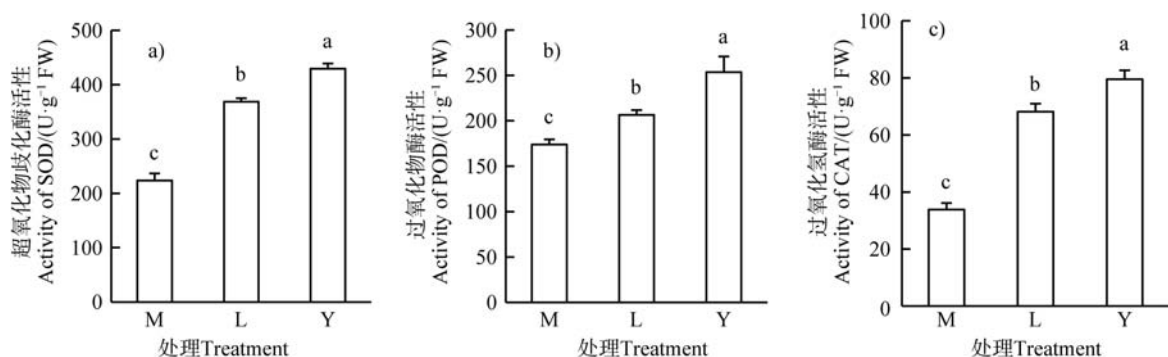 超氧化物歧化酶活性
Activity of SOD/(U·g⁻¹ FW)
500
400
300
200
100
0
a)
c
b
a
M L Y
处理Treatment
过氧化物酶活性
Activity of POD/(U·g⁻¹ FW)
300
250
200
150
100
50
0
b)
c
b
a
M L Y
处理Treatment
过氧化氢酶活性
Activity of CAT/(U·g⁻¹ FW)
100
80
60
40
20
0
c)
c
b
a
M L Y
处理Treatment